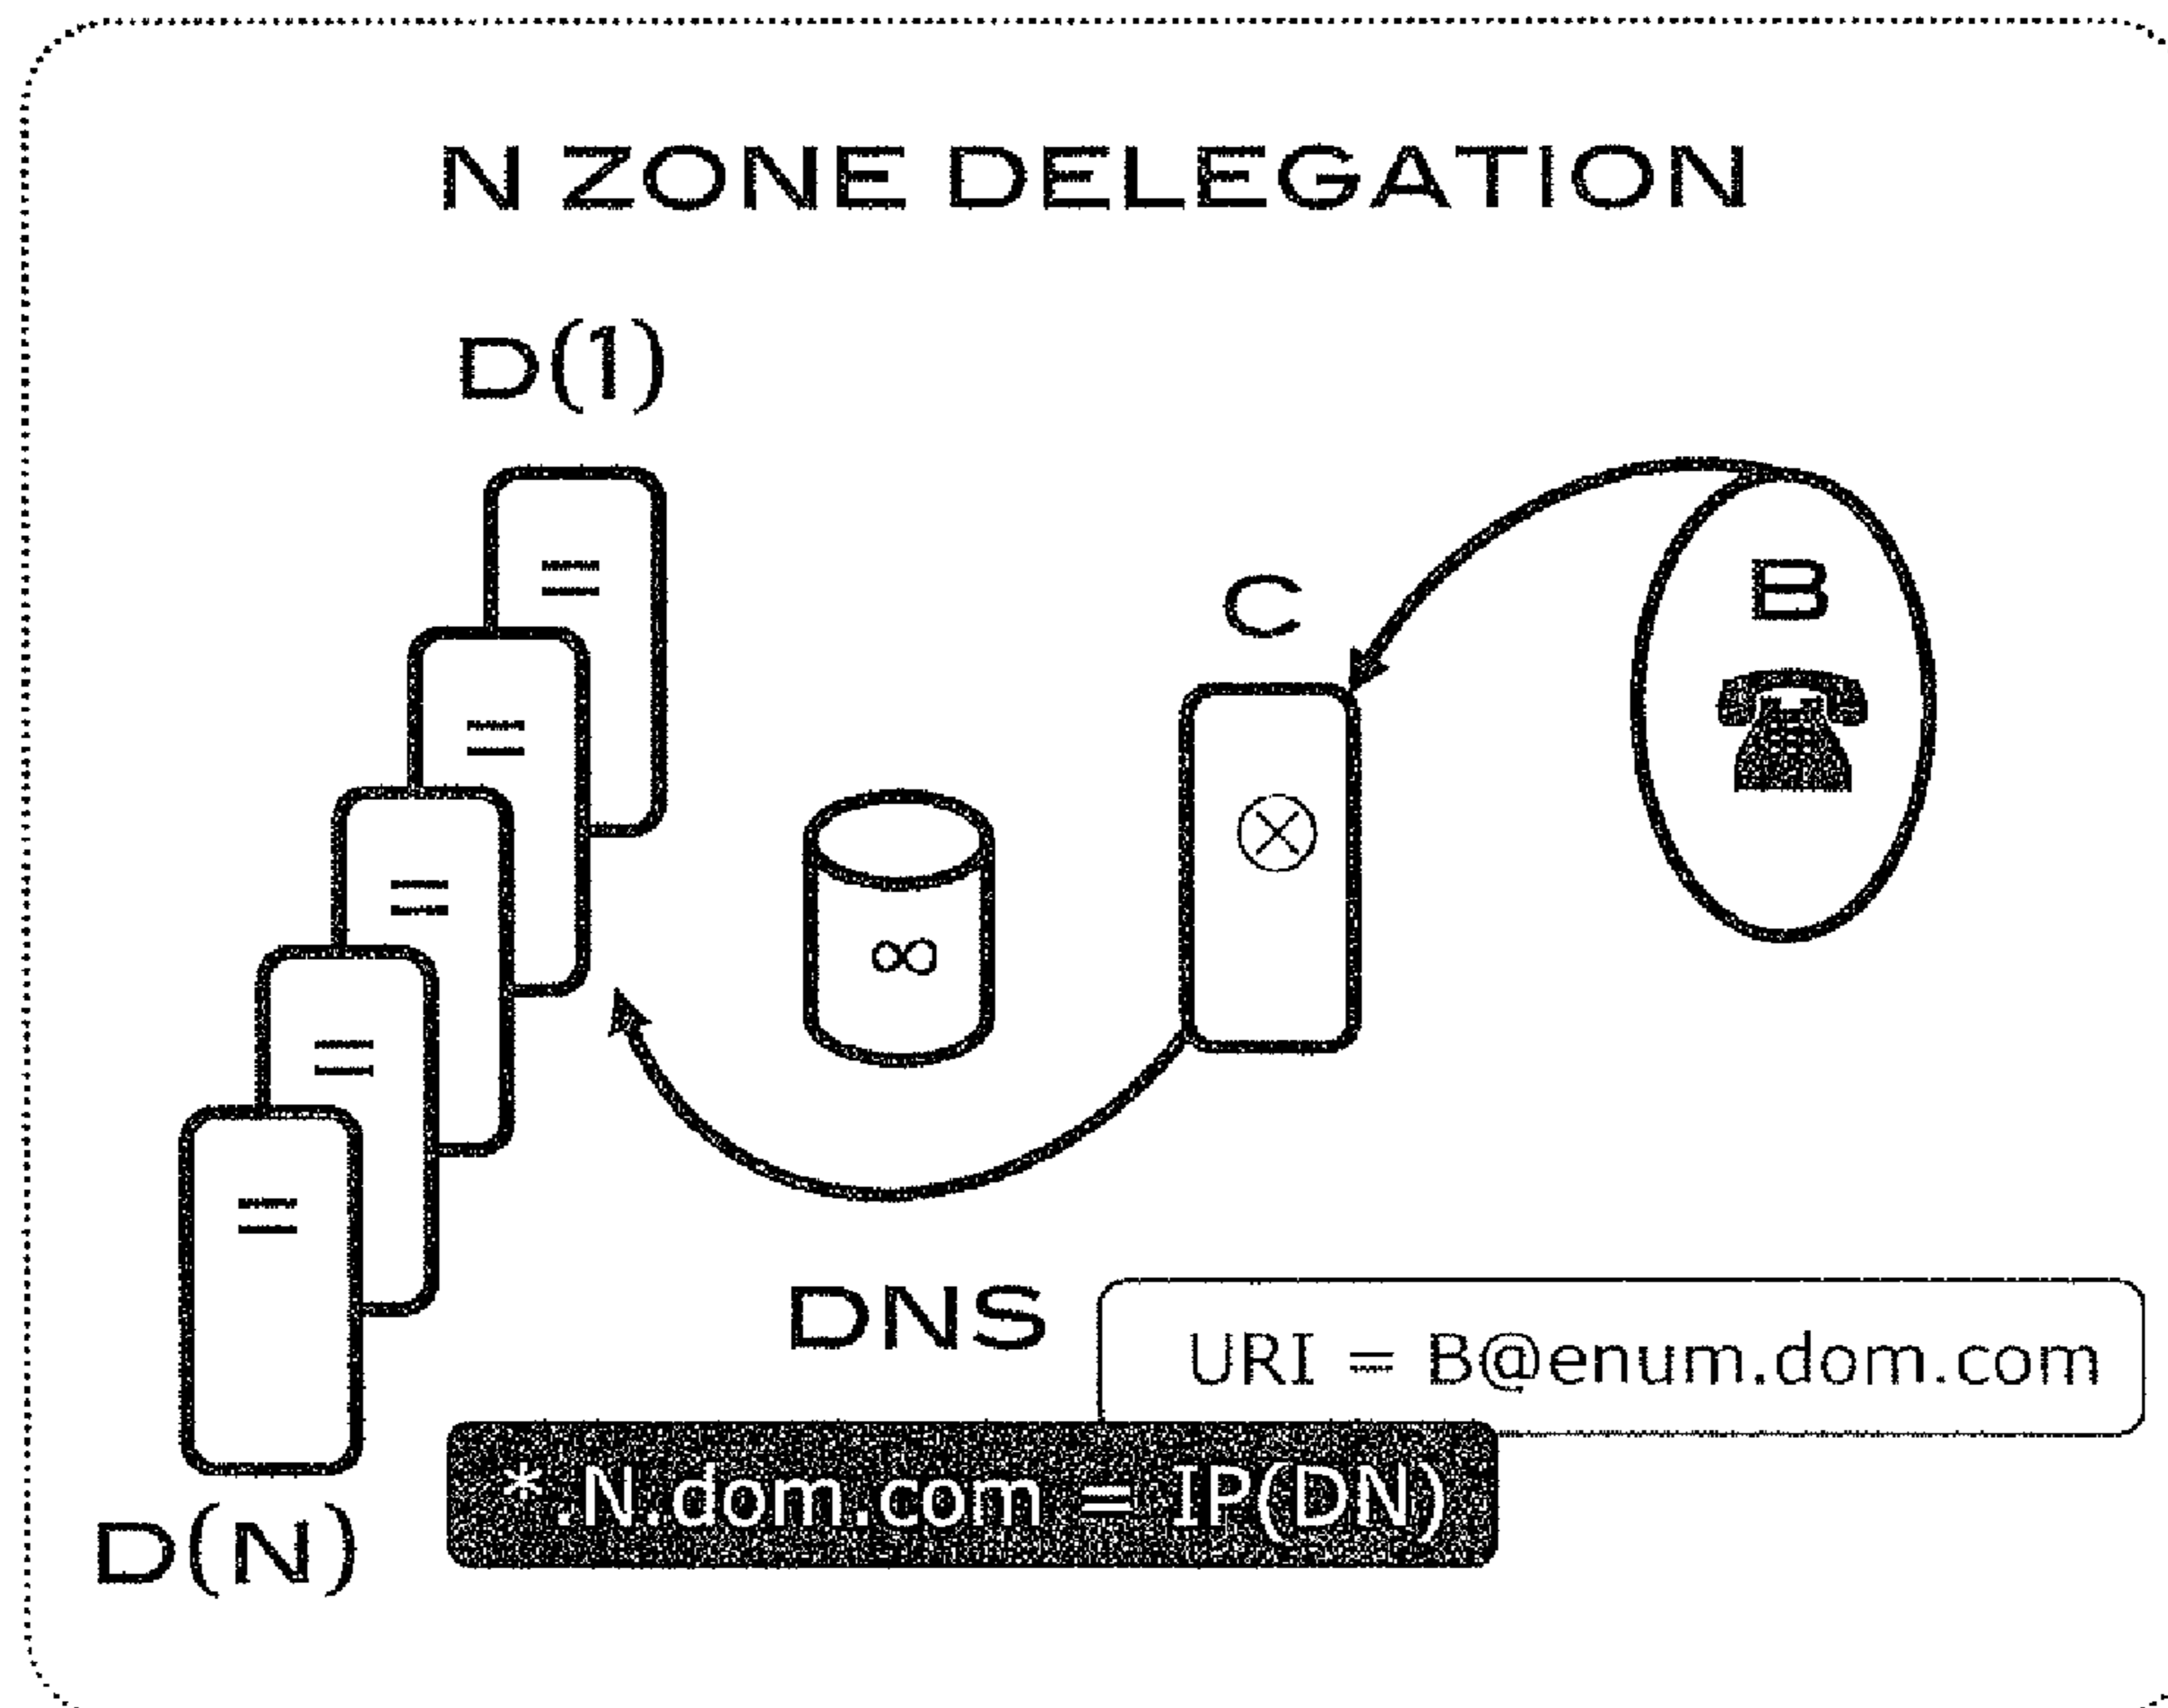 N ZONE DELEGATION
D(1)
C
B
=
=
=
=
=
∞
DNS
URI = B@enum.dom.com
*.N.dom.com = IP(DN)
D(N)